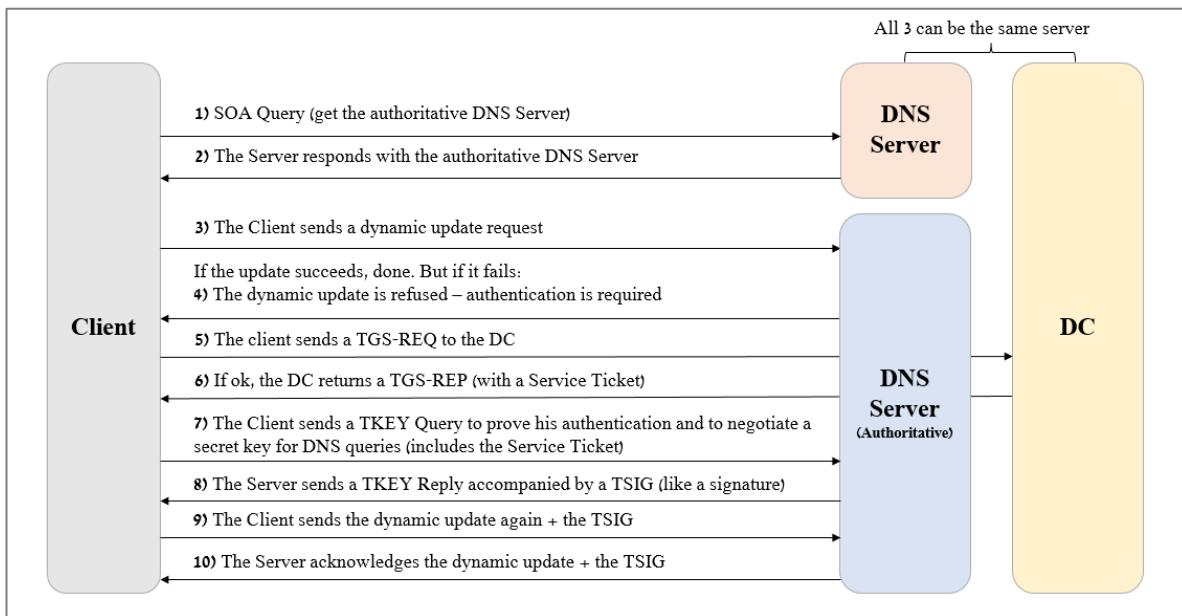 All 3 can be the same server
1) SOA Query (get the authoritative DNS Server)
DNS
Server
2) The Server responds with the authoritative DNS Server
3) The Client sends a dynamic update request
If the update succeeds, done. But if it fails:
4) The dynamic update is refused – authentication is required
Client
DC
5) The client sends a TGS-REQ to the DC
6) If ok, the DC returns a TGS-REP (with a Service Ticket)
DNS
Server
(Authoritative)
7) The Client sends a TKEY Query to prove his authentication and to negotiate a
secret key for DNS queries (includes the Service Ticket)
8) The Server sends a TKEY Reply accompanied by a TSIG (like a signature)
9) The Client sends the dynamic update again + the TSIG
10) The Server acknowledges the dynamic update + the TSIG